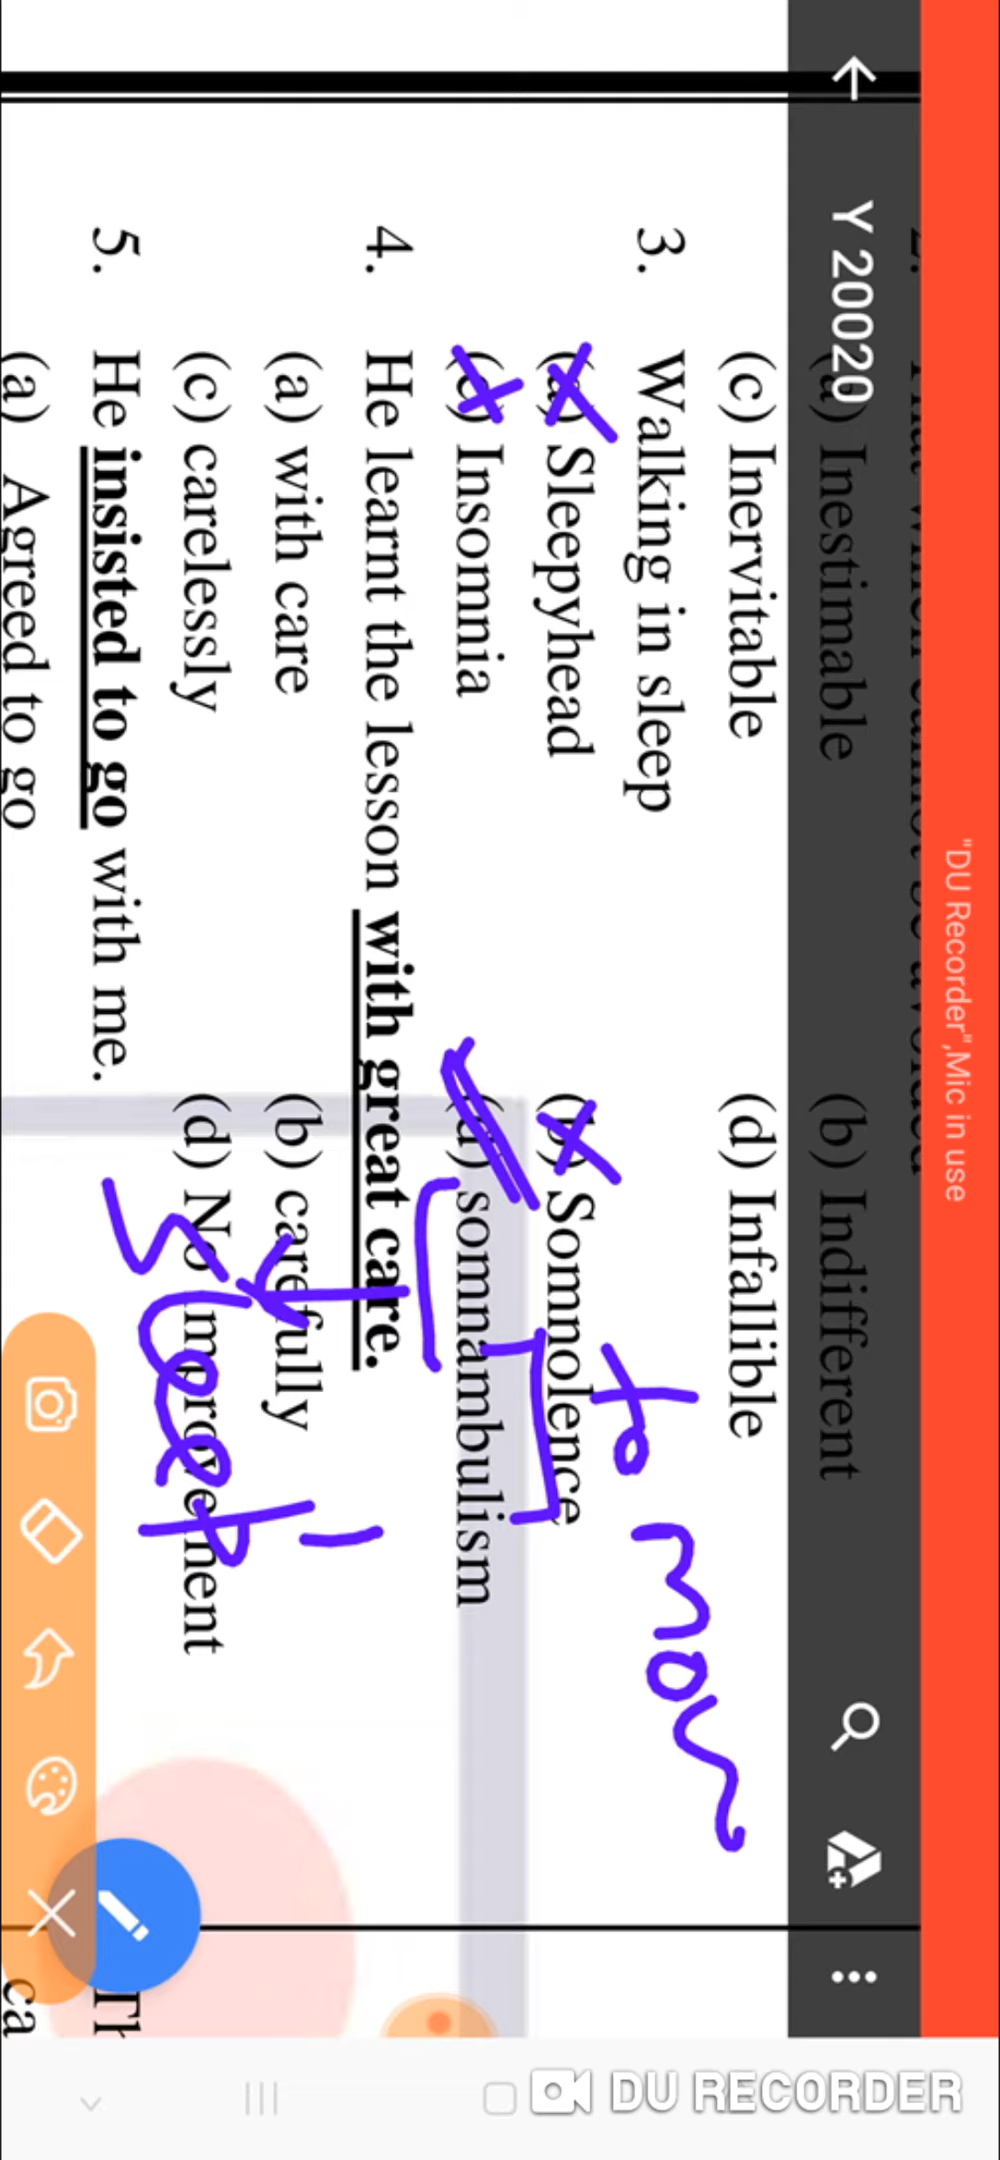 "DU Recorder",Mic in use
Y 20020
(a) Inestimable (b) Indifferent
(c) Inervitable (d) Infallible
3. Walking in sleep
(a) Sleepyhead (b) Somnolence
Insomnia (d) somnambulism
4. He learnt the lesson with great care.
(a) with care (b) carefully
(c) carelessly (d) No improvement
5. He insisted to go with me.
(a) Agreed to go
to mov
sleep
ca
DU RECORDER